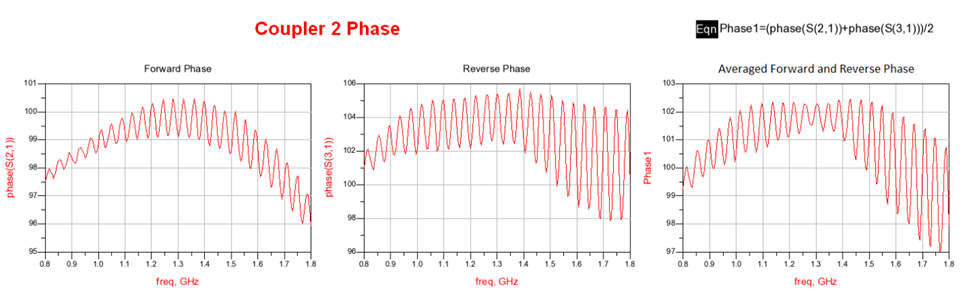 Coupler 2 Phase
Eqn Phase1=(phase(S(2,1))+phase(S(3,1)))/2
Forward Phase
phase(S(2,1))
101
100
99
98
97
96
95
0.8 0.9 1.0 1.1 1.2 1.3 1.4 1.5 1.6 1.7 1.8
freq, GHz
Reverse Phase
phase(S(3,1))
106
104
102
100
98
96
0.8 0.9 1.0 1.1 1.2 1.3 1.4 1.5 1.6 1.7 1.8
freq, GHz
Averaged Forward and Reverse Phase
Phase1
103
102
101
100
99
98
97
0.8 0.9 1.0 1.1 1.2 1.3 1.4 1.5 1.6 1.7 1.8
freq, GHz